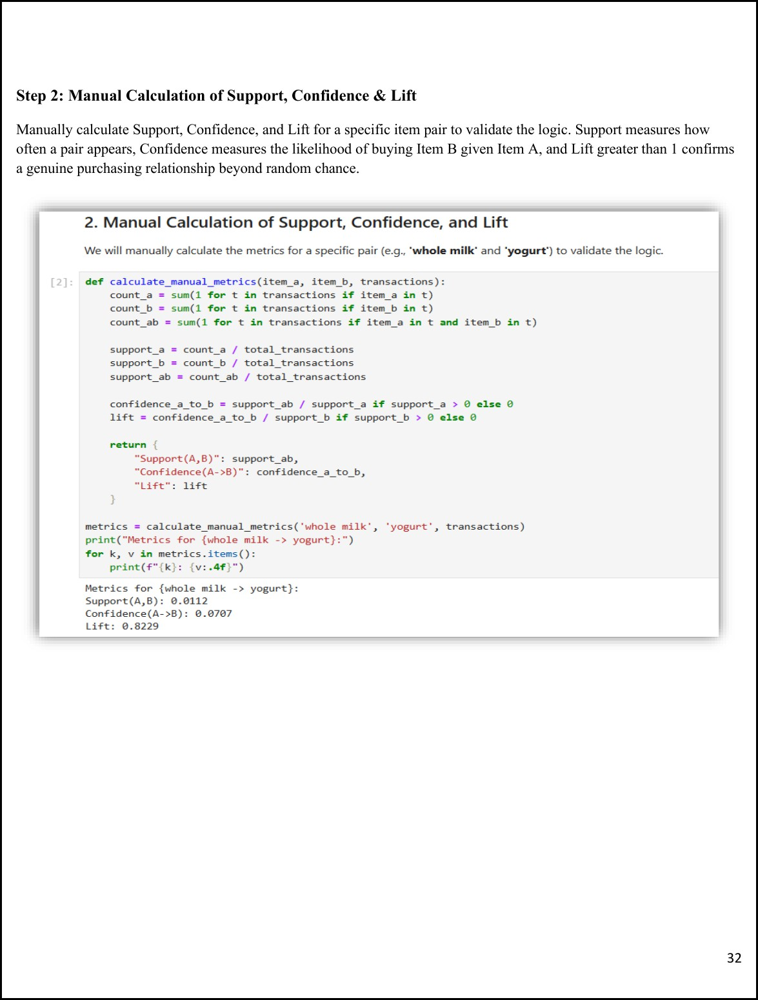 Step 2: Manual Calculation of Support, Confidence & Lift
Manually calculate Support, Confidence, and Lift for a specific item pair to validate the logic. Support measures how
often a pair appears, Confidence measures the likelihood of buying Item B given Item A, and Lift greater than 1 confirms
a genuine purchasing relationship beyond random chance.
2. Manual Calculation of Support, Confidence, and Lift
We will manually calculate the metrics for a specific pair (e.g., 'whole milk' and 'yogurt') to validate the logic.
[2]: def calculate_manual_metrics(item_a, item_b, transactions):
    count_a = sum(1 for t in transactions if item_a in t)
    count_b = sum(1 for t in transactions if item_b in t)
    count_ab = sum(1 for t in transactions if item_a in t and item_b in t)
    support_a = count_a / total_transactions
    support_b = count_b / total_transactions
    support_ab = count_ab / total_transactions
    confidence_a_to_b = support_ab / support_a if support_a > 0 else 0
    lift = confidence_a_to_b / support_b if support_b > 0 else 0
    return {
        "Support(A,B)": support_ab,
        "Confidence(A->B)": confidence_a_to_b,
        "Lift": lift
    }
metrics = calculate_manual_metrics('whole milk', 'yogurt', transactions)
print("Metrics for {whole milk -> yogurt}:")
for k, v in metrics.items():
    print(f"{k}: {v:.4f}")
Metrics for {whole milk -> yogurt}:
Support(A,B): 0.0112
Confidence(A->B): 0.0707
Lift: 0.8229
32